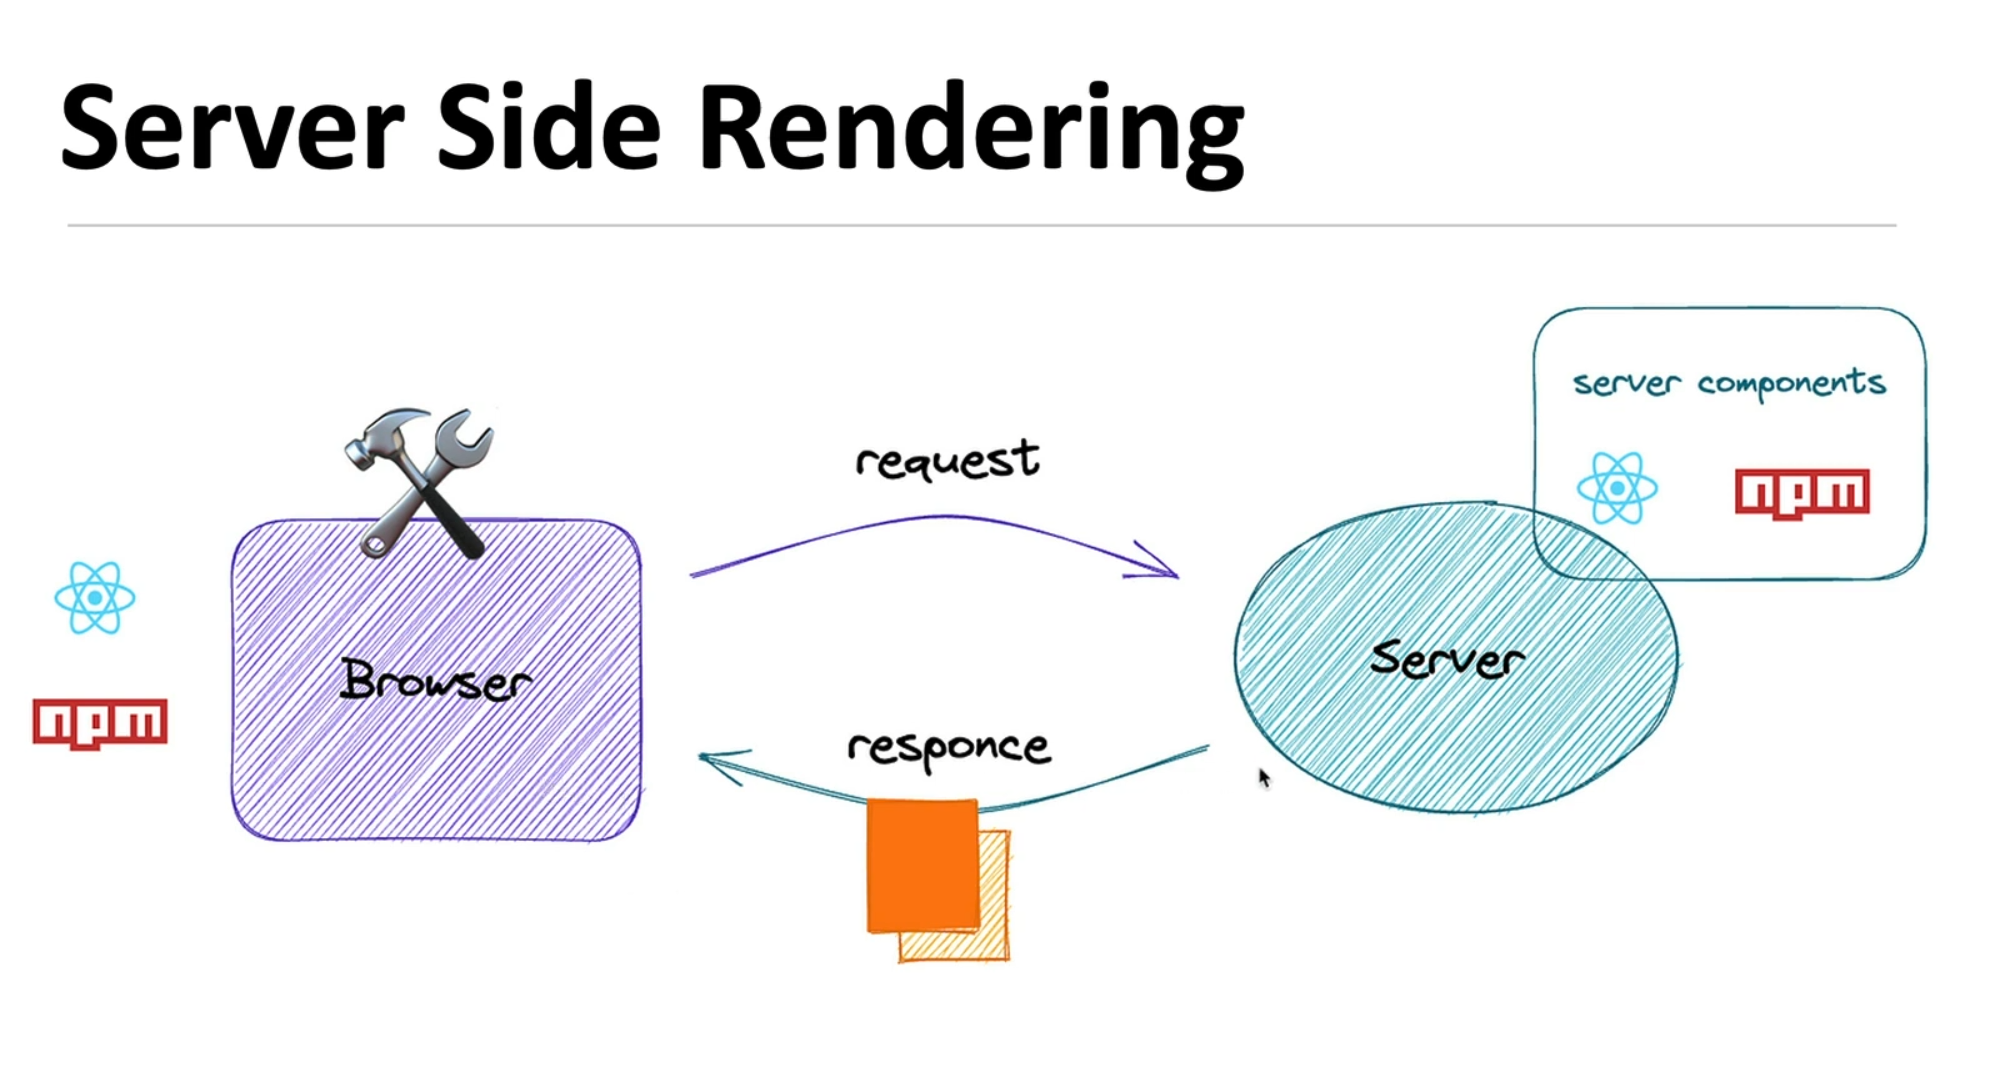 Server Side Rendering
server components
npm
request
Server
Browser
npm
responce